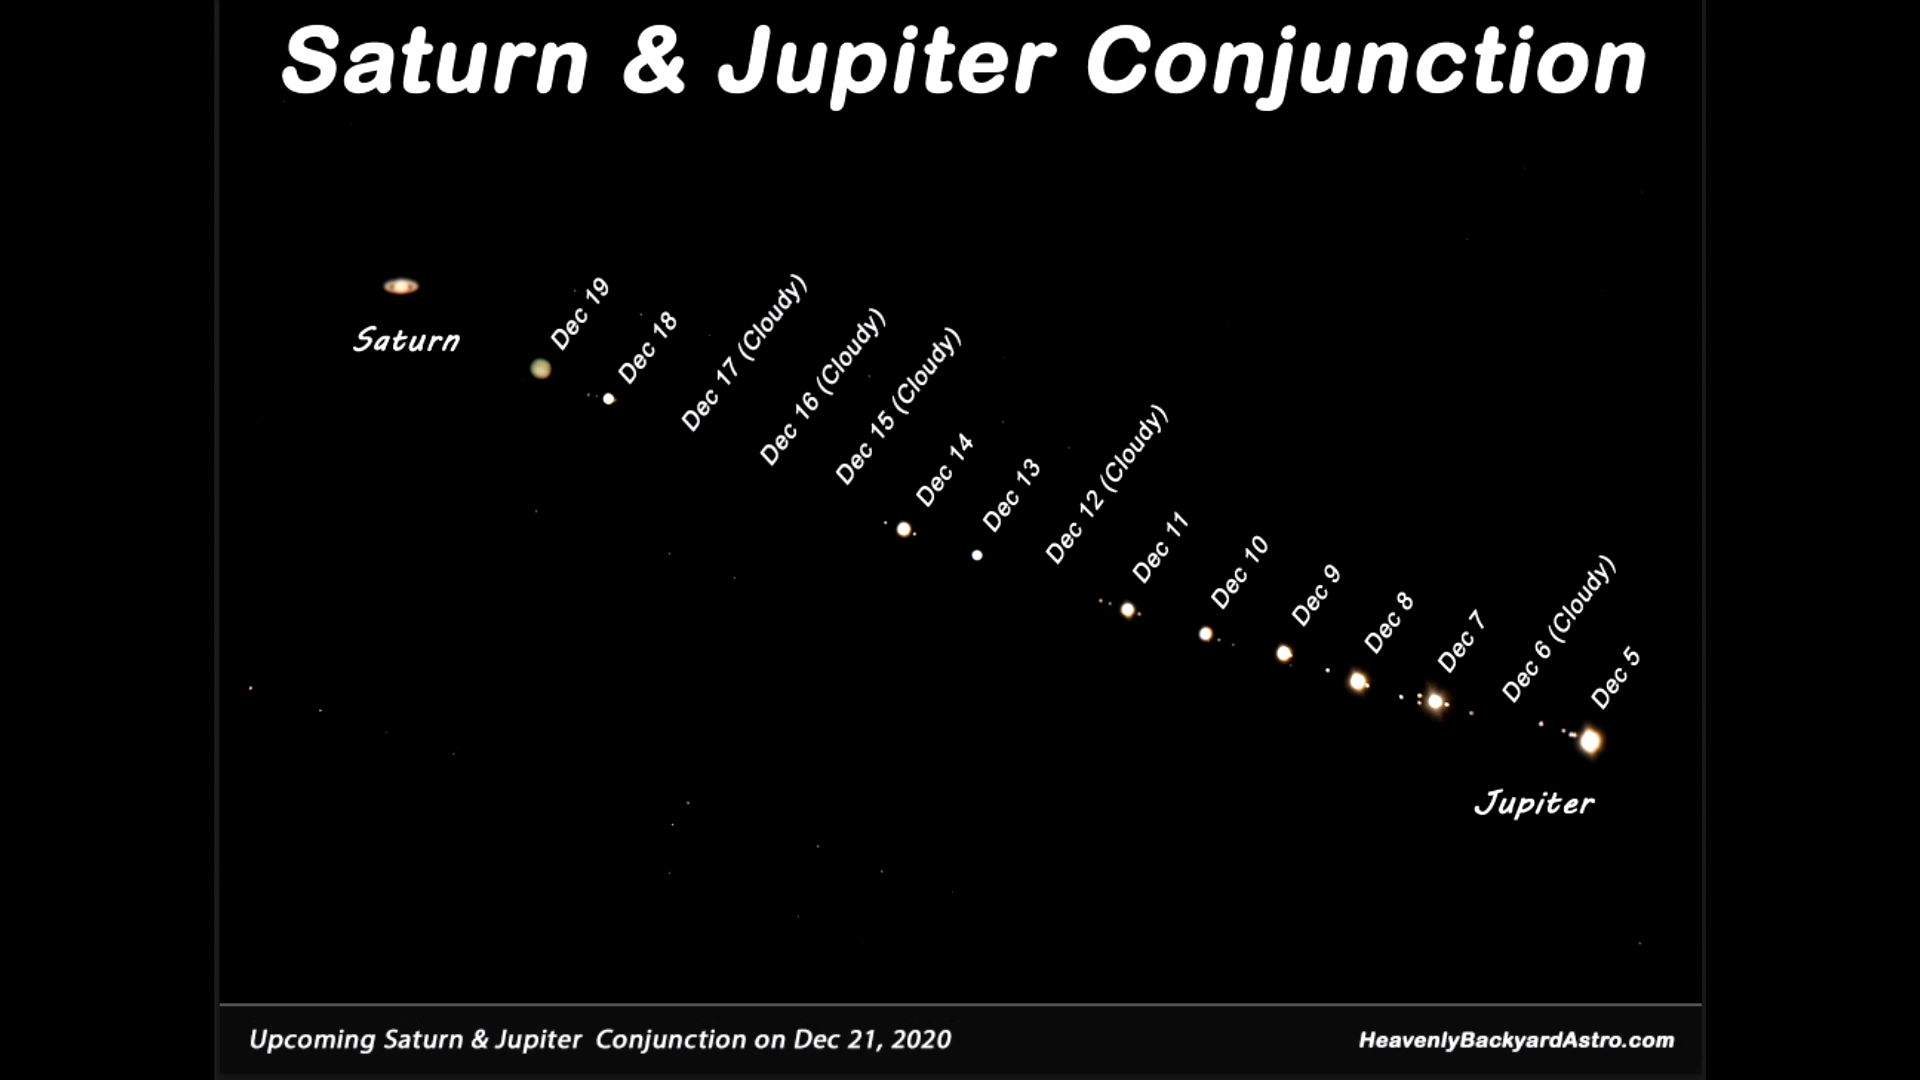 Saturn & Jupiter Conjunction
Saturn
Dec 19
Dec 18
Dec 17 (Cloudy)
Dec 16 (Cloudy)
Dec 15 (Cloudy)
Dec 14
Dec 13
Dec 12 (Cloudy)
Dec 11
Dec 10
Dec 9
Dec 8
Dec 7
Dec 6 (Cloudy)
Dec 5
Jupiter
Upcoming Saturn & Jupiter Conjunction on Dec 21, 2020
HeavenlyBackyardAstro.com